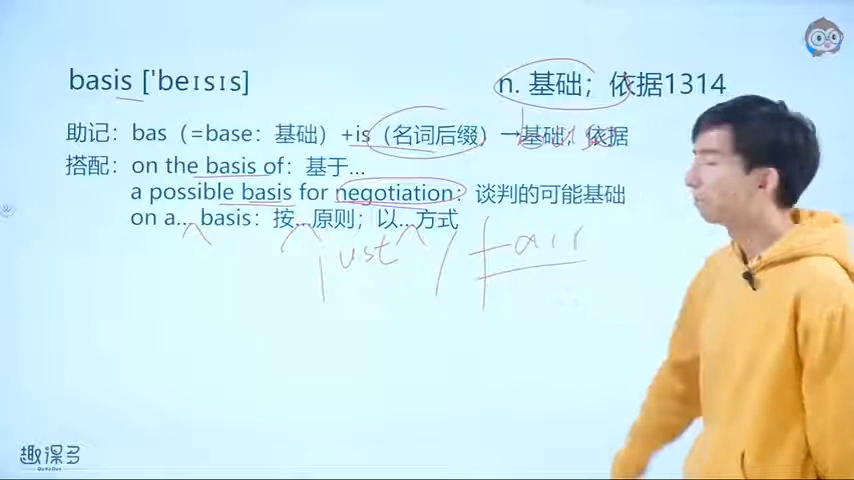 basis ['beɪsɪs]
n. 基础；依据1314
助记：bas（=base：基础）+is（名词后缀）→基础，依据
搭配：on the basis of：基于...
a possible basis for negotiation：谈判的可能基础
on a... basis：按...原则；以...方式
just / fair
趣课多